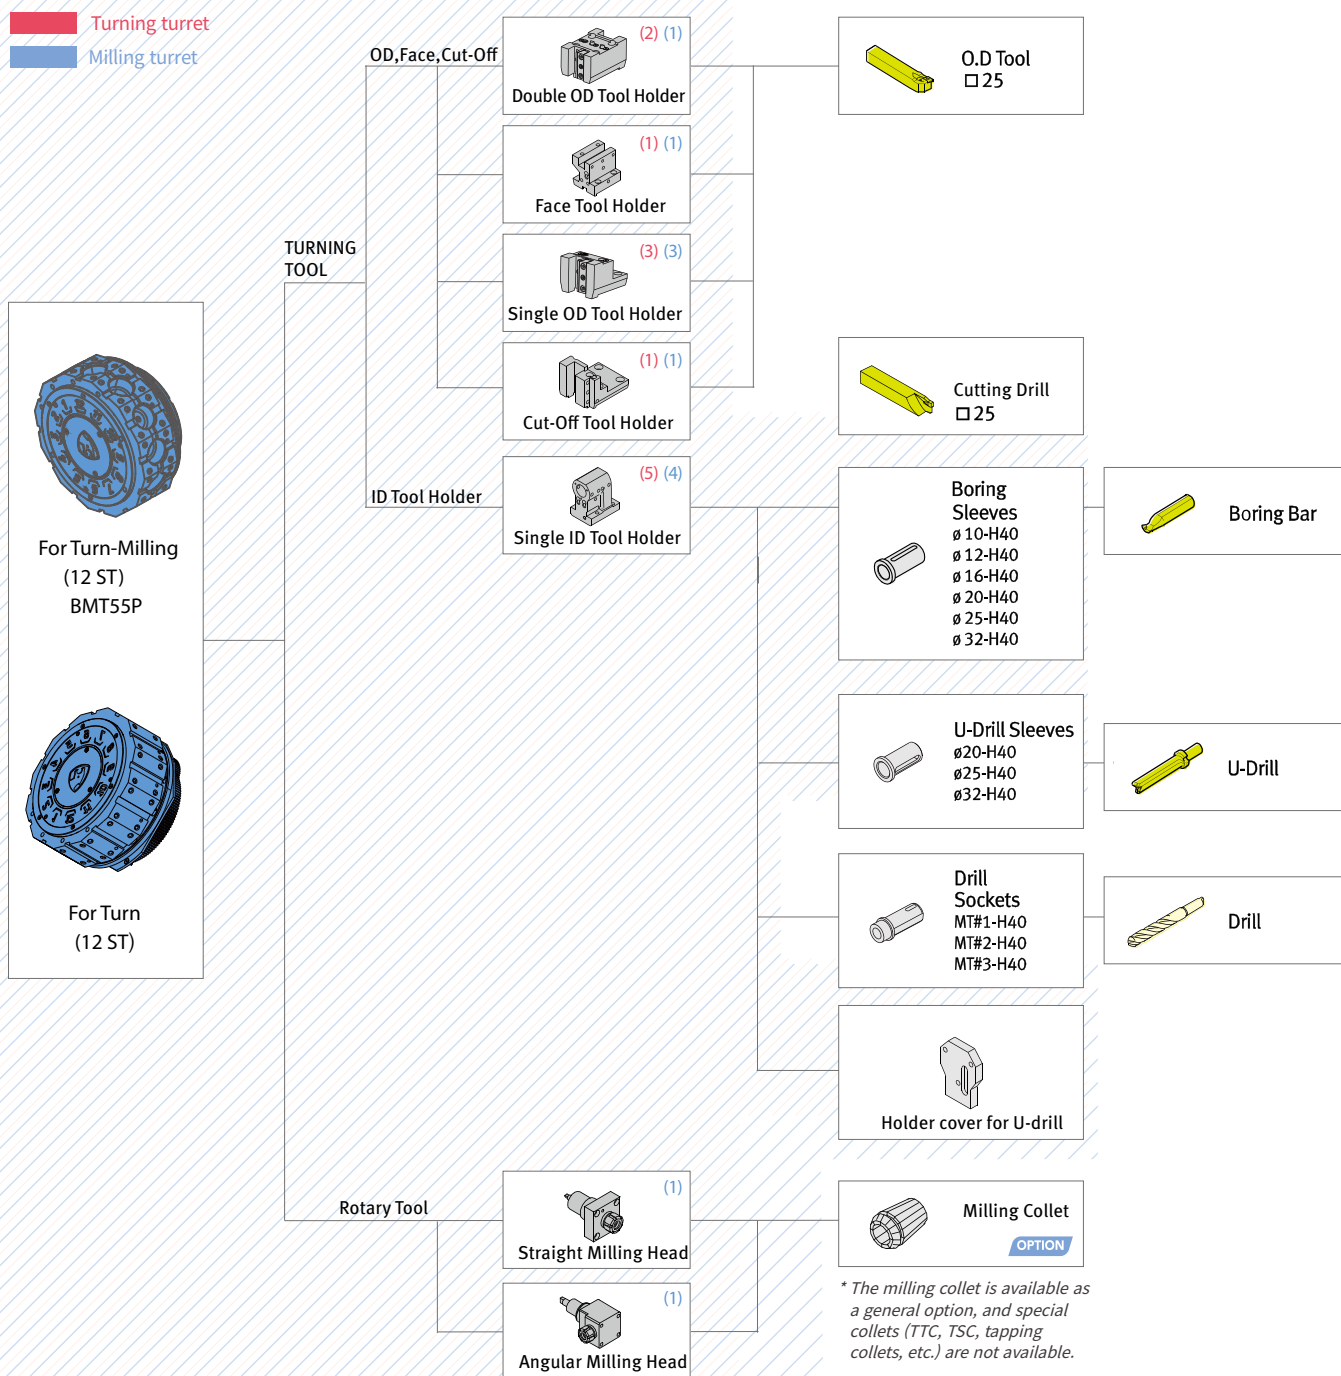 Turning turret
Milling turret
OD,Face,Cut-Off
(2) (1)
Double OD Tool Holder
O.D Tool
□ 25
(1) (1)
Face Tool Holder
TURNING
TOOL
(3) (3)
Single OD Tool Holder
(1) (1)
Cut-Off Tool Holder
Cutting Drill
□ 25
ID Tool Holder
(5) (4)
Single ID Tool Holder
Boring
Sleeves
ø 10-H40
ø 12-H40
ø 16-H40
ø 20-H40
ø 25-H40
ø 32-H40
Boring Bar
For Turn-Milling
(12 ST)
BMT55P
U-Drill Sleeves
ø20-H40
ø25-H40
ø32-H40
U-Drill
For Turn
(12 ST)
Drill
Sockets
MT#1-H40
MT#2-H40
MT#3-H40
Drill
Holder cover for U-drill
Rotary Tool
(1)
Straight Milling Head
Milling Collet
OPTION
(1)
Angular Milling Head
* The milling collet is available as
a general option, and special
collets (TTC, TSC, tapping
collets, etc.) are not available.